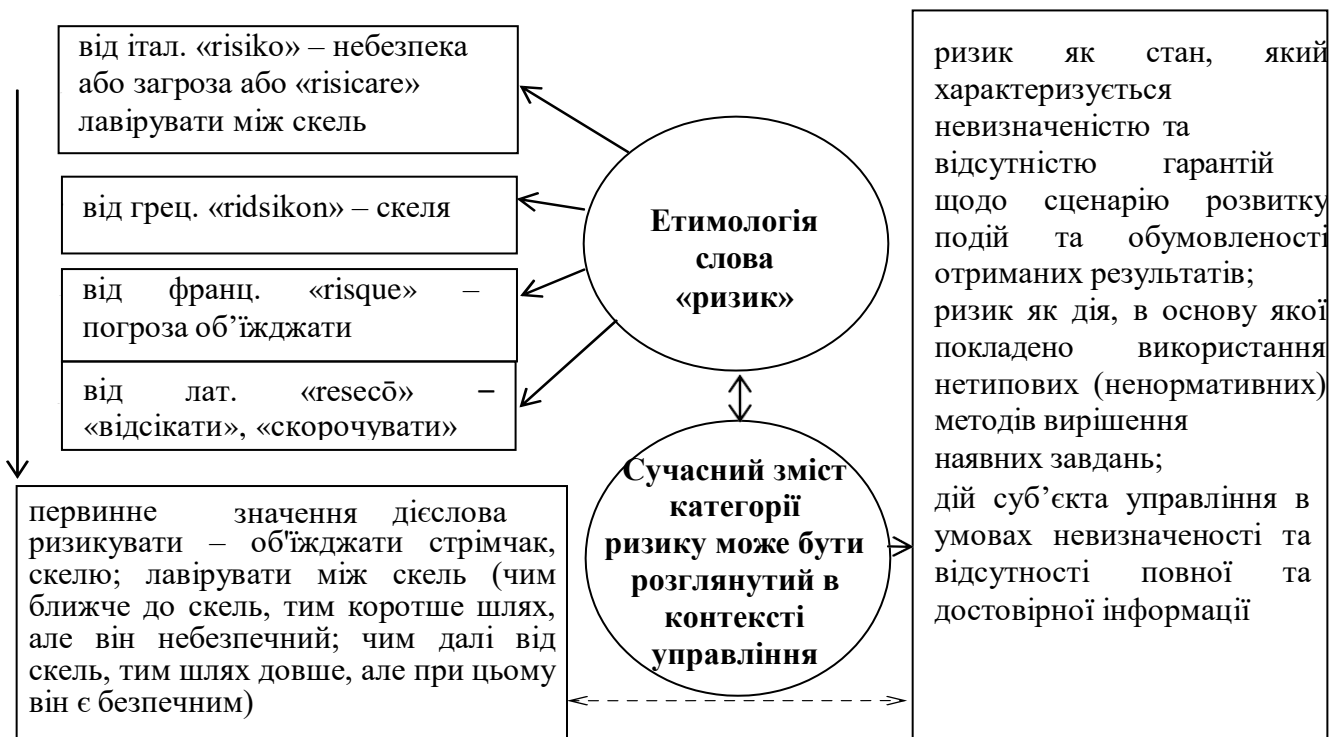 від італ. «risiko» – небезпека
або загроза або «risicare»
лавірувати між скель
від грец. «ridsikon» – скеля
від франц. «risque» –
погроза об’їжджати
від лат. «resecō» –
«відсікати», «скорочувати»
первинне значення дієслова
ризикувати – об'їжджати стрімчак,
скелю; лавірувати між скель (чим
ближче до скель, тим коротше шлях,
але він небезпечний; чим далі від
скель, тим шлях довше, але при цьому
він є безпечним)
Етимологія
слова
«ризик»
Сучасний зміст
категорії
ризику може бути
розглянутий в
контексті
управління
ризик як стан, який
характеризується
невизначеністю та
відсутністю гарантій
щодо сценарію розвитку
подій та обумовленості
отриманих результатів;
ризик як дія, в основу якої
покладено використання
нетипових (ненормативних)
методів вирішення
наявних завдань;
дій суб’єкта управління в
умовах невизначеності та
відсутності повної та
достовірної інформації